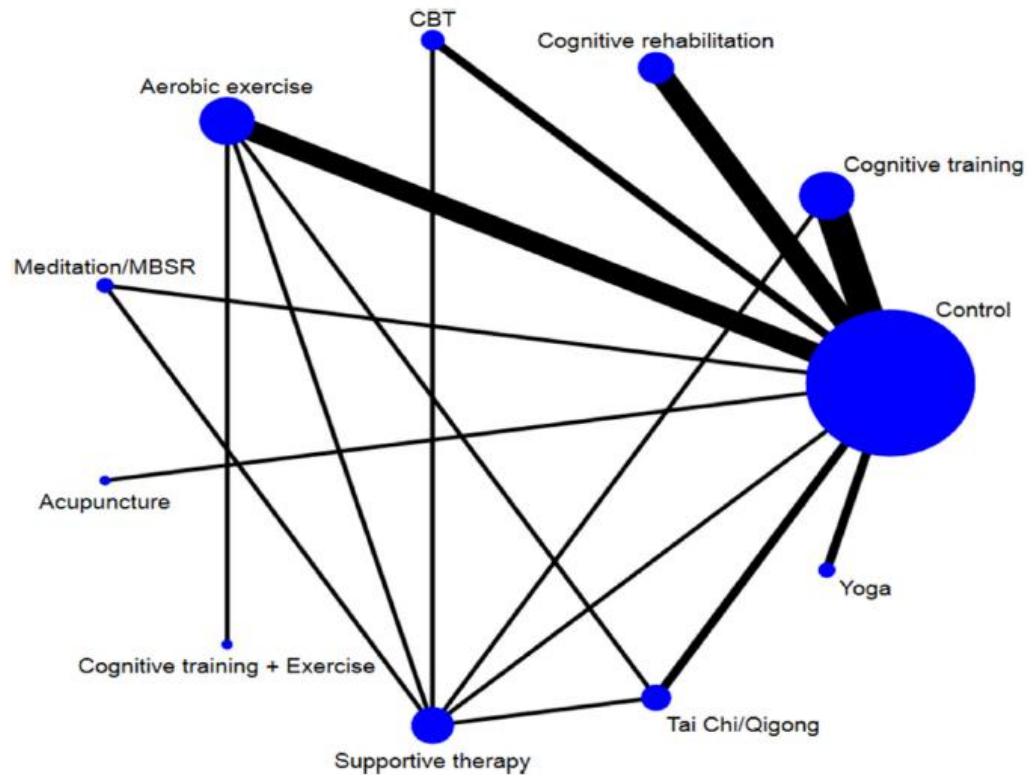 CBT
Cognitive rehabilitation
Aerobic exercise
Cognitive training
Meditation/MBSR
Control
Acupuncture
Yoga
Cognitive training + Exercise
Tai Chi/Qigong
Supportive therapy